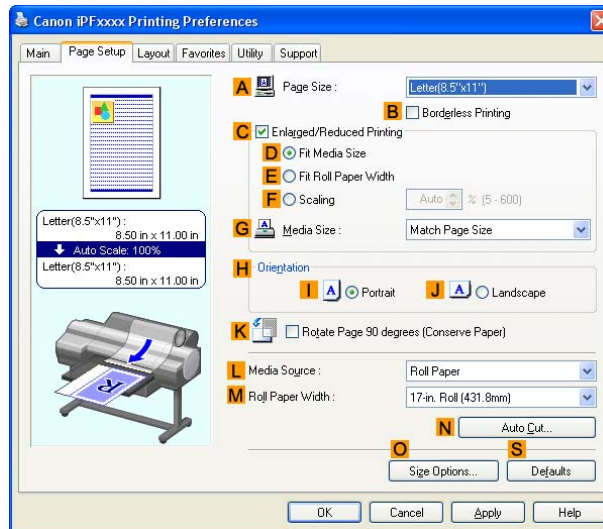 Canon iPFxxxx Printing Preferences
Main Page Setup Layout Favorites Utility Support
A Page Size : Letter(8.5"x11")
B Borderless Printing
C Enlarged/Reduced Printing
D Fit Media Size
E Fit Roll Paper Width
F Scaling Auto % (5 - 600)
Letter(8.5"x11") :
8.50 in x 11.00 in
Auto Scale: 100%
Letter(8.5"x11") :
8.50 in x 11.00 in
G A Media Size : Match Page Size
H Orientation
I A Portrait J A Landscape
K Rotate Page 90 degrees (Conserve Paper)
R
L Media Source : Roll Paper
M Roll Paper Width : 17-in. Roll (431.8mm)
N Auto Cut...
O S
Size Options... Defaults
OK Cancel Apply Help